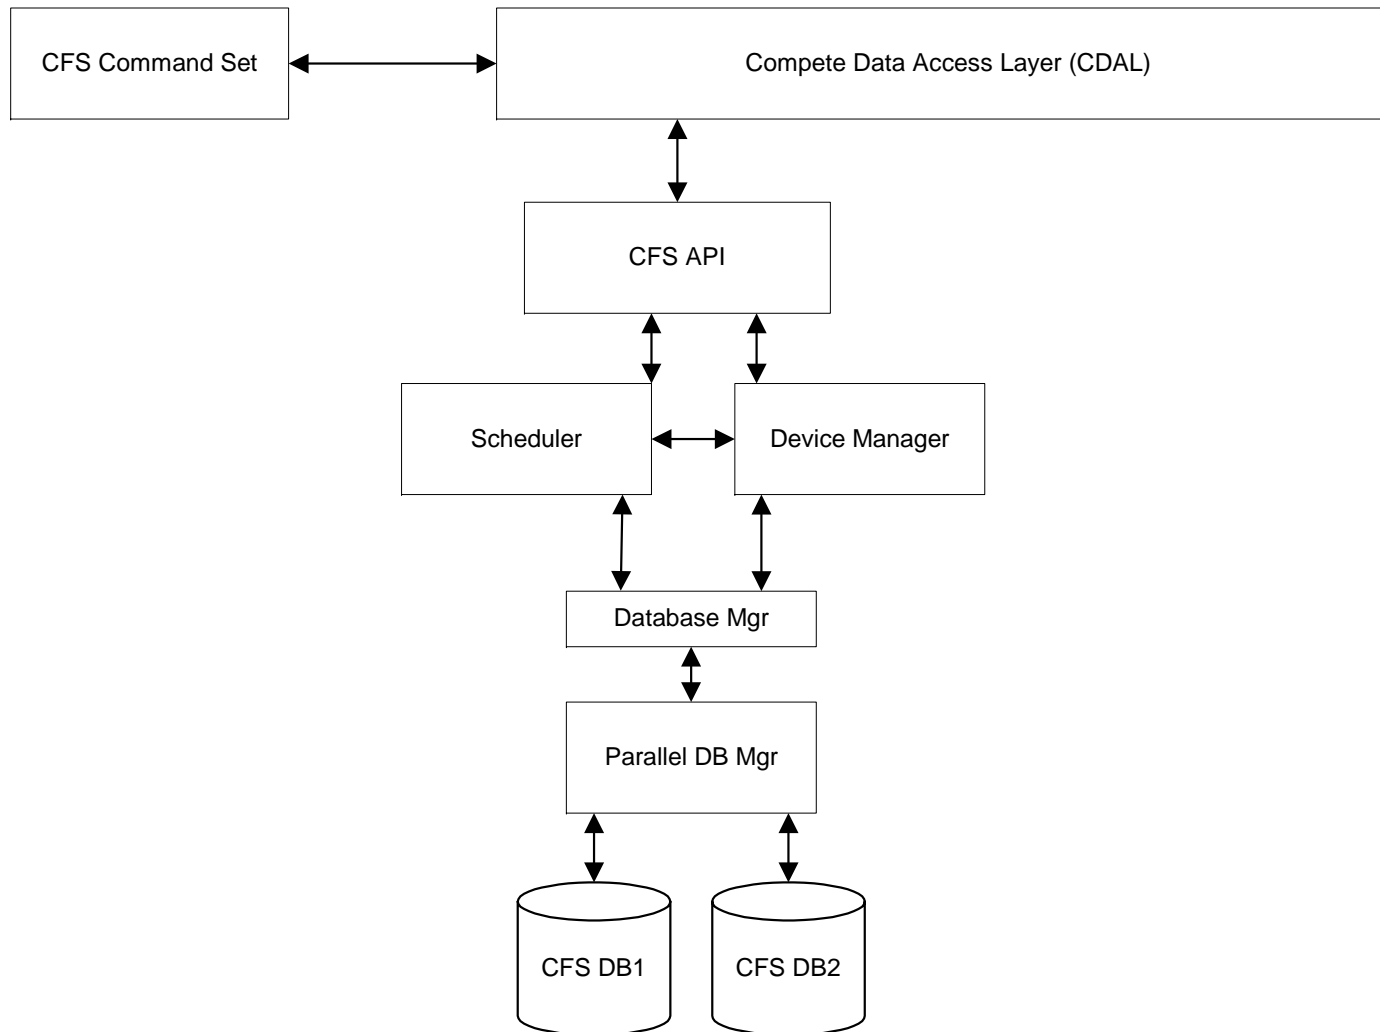 CFS Command Set
Compete Data Access Layer (CDAL)
CFS API
Scheduler
Device Manager
Database Mgr
Parallel DB Mgr
CFS DB1
CFS DB2